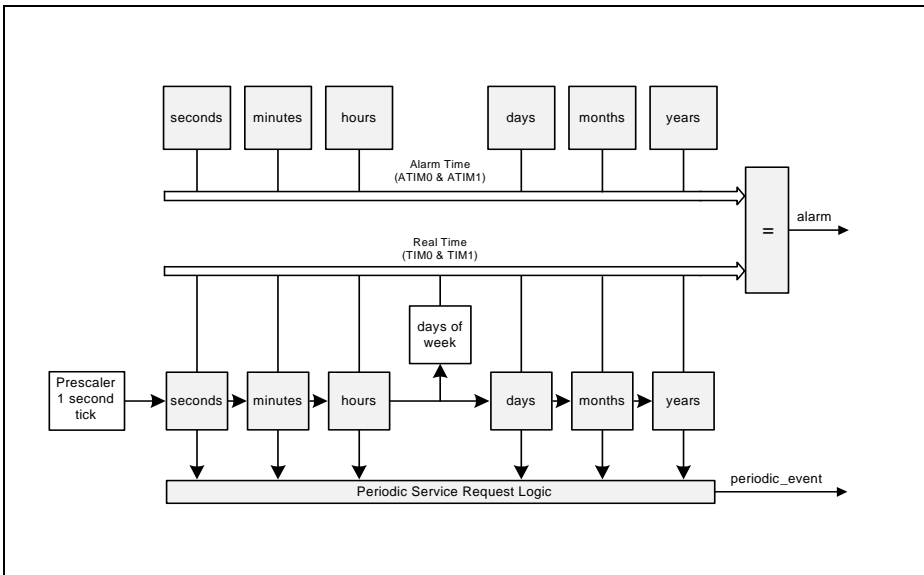 seconds
minutes
hours
days
months
years
Alarm Time
(ATIM0 & ATIM1)
=
alarm
Real Time
(TIM0 & TIM1)
days of
week
Prescaler
1 second
tick
seconds
minutes
hours
days
months
years
Periodic Service Request Logic
periodic_event